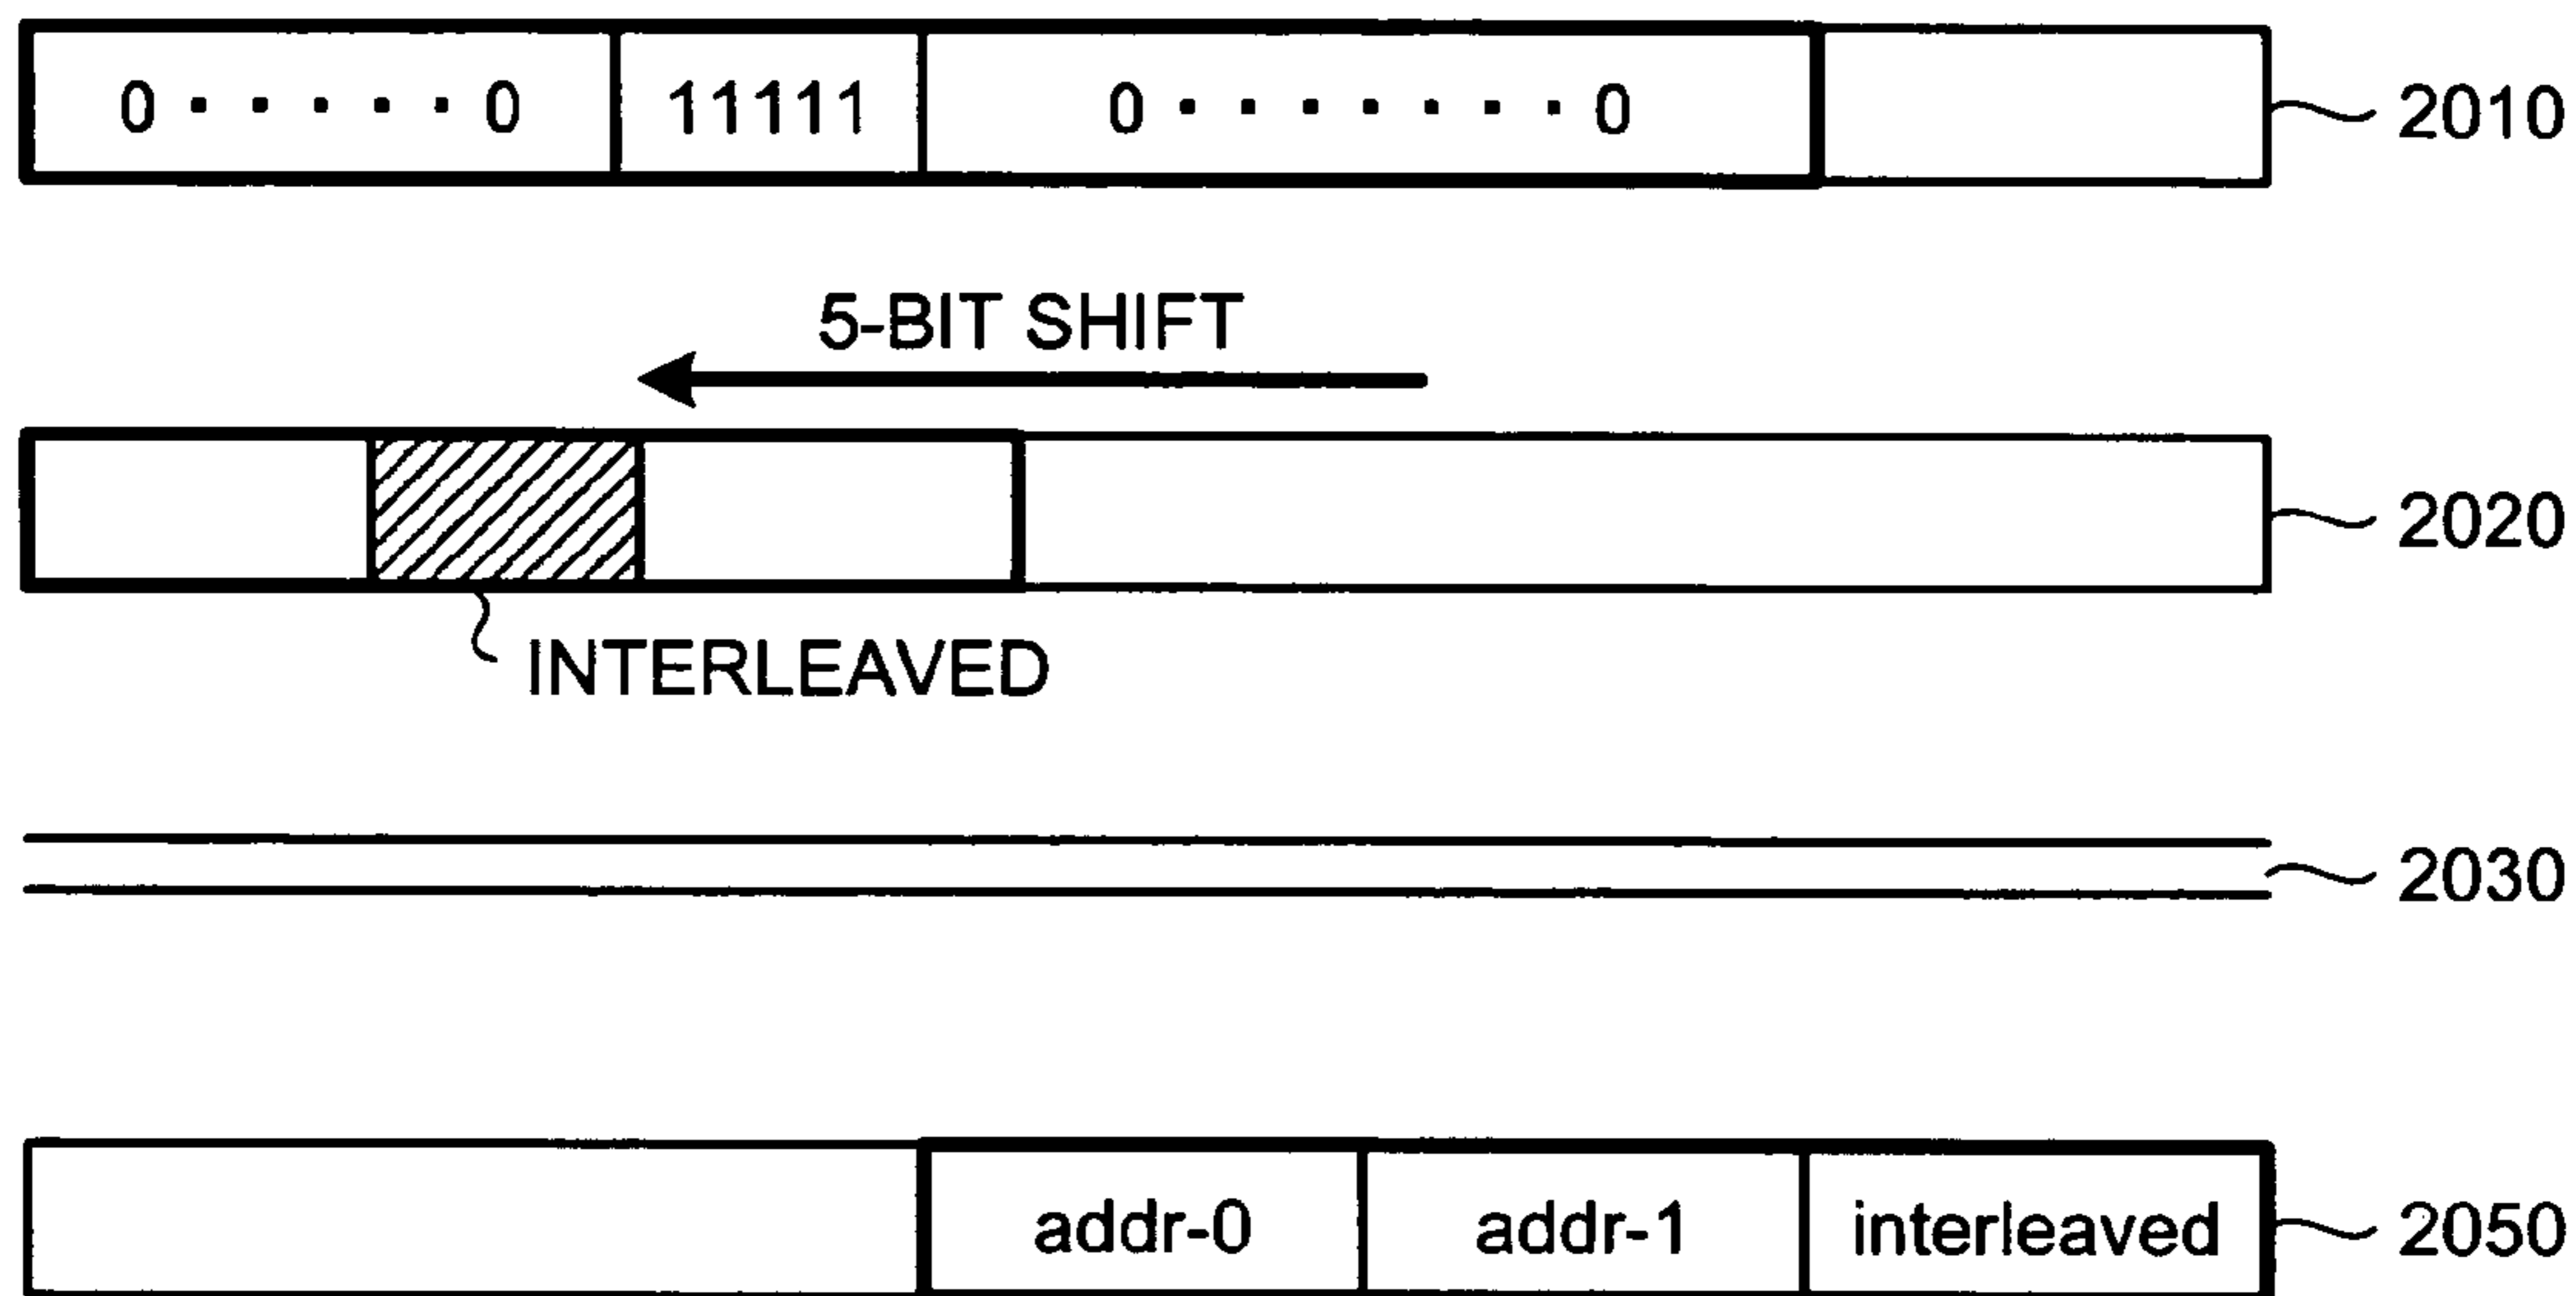 0 · · · · · 0 11111 0 · · · · · · · 0 2010
5-BIT SHIFT
2020
INTERLEAVED
2030
addr-0 addr-1 interleaved 2050